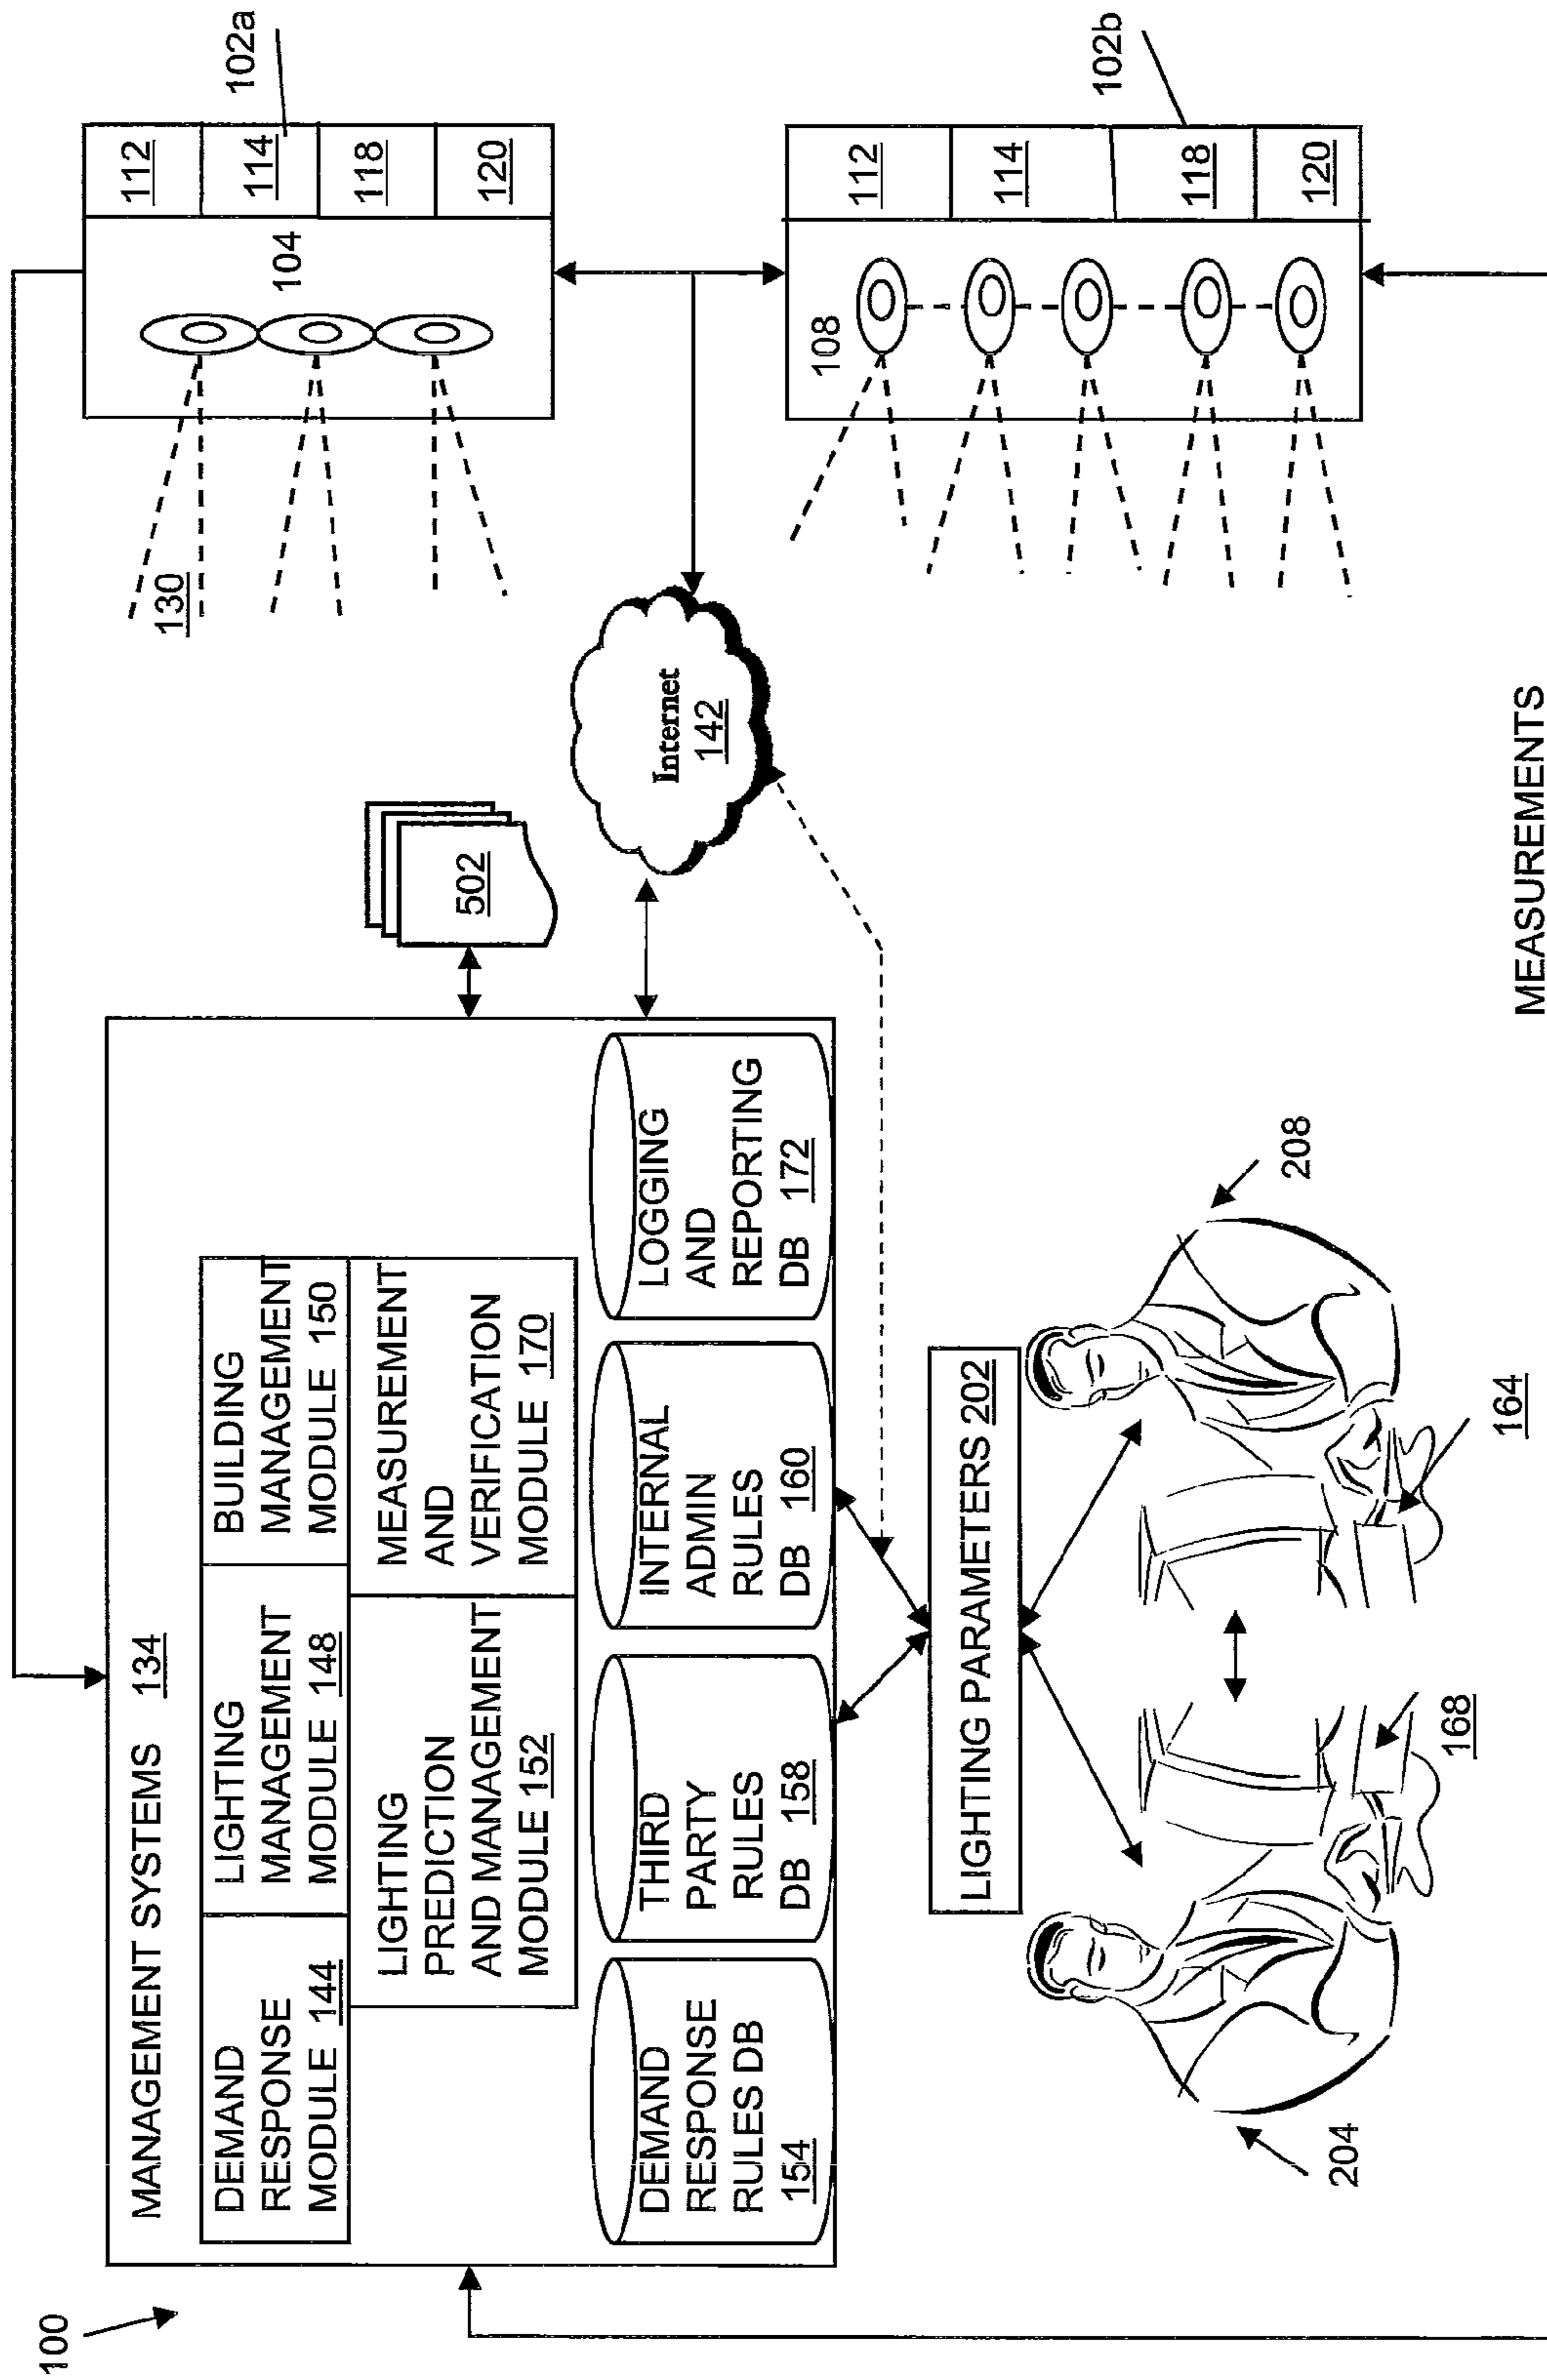 100
MANAGEMENT SYSTEMS 134
DEMAND
RESPONSE
MODULE 144
LIGHTING
MANAGEMENT
MODULE 148
BUILDING
MANAGEMENT
MODULE 150
LIGHTING
PREDICTION
AND MANAGEMENT
MODULE 152
MEASUREMENT
AND
VERIFICATION
MODULE 170
DEMAND
RESPONSE
RULES DB
154
THIRD
PARTY
RULES
DB 158
INTERNAL
ADMIN
RULES
DB 160
LOGGING
AND
REPORTING
DB 172
502
Internet
142
130
104
112
114
118
120
102a
108
112
114
118
120
102b
LIGHTING PARAMETERS 202
204
168
164
208
MEASUREMENTS